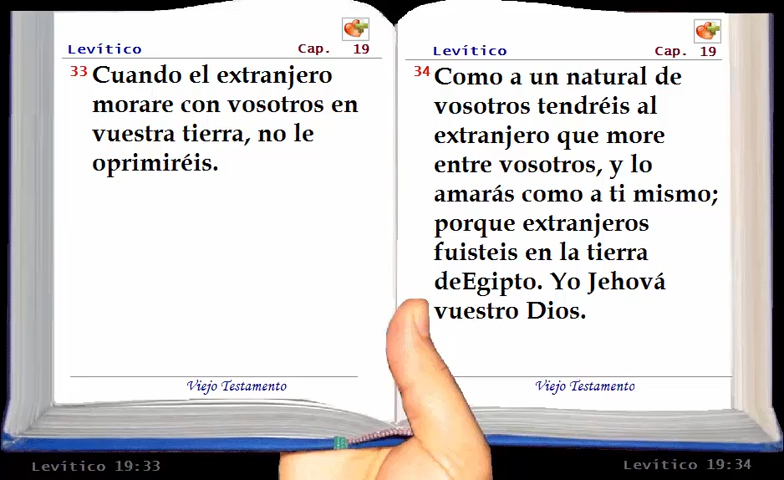 Levítico Cap. 19
33 Cuando el extranjero
morare con vosotros en
vuestra tierra, no le
oprimiréis.
Viejo Testamento
Levítico 19:33
Levítico Cap. 19
34 Como a un natural de
vosotros tendréis al
extranjero que more
entre vosotros, y lo
amarás como a ti mismo;
porque extranjeros
fuisteis en la tierra
deEgipto. Yo Jehová
vuestro Dios.
Viejo Testamento
Levítico 19:34